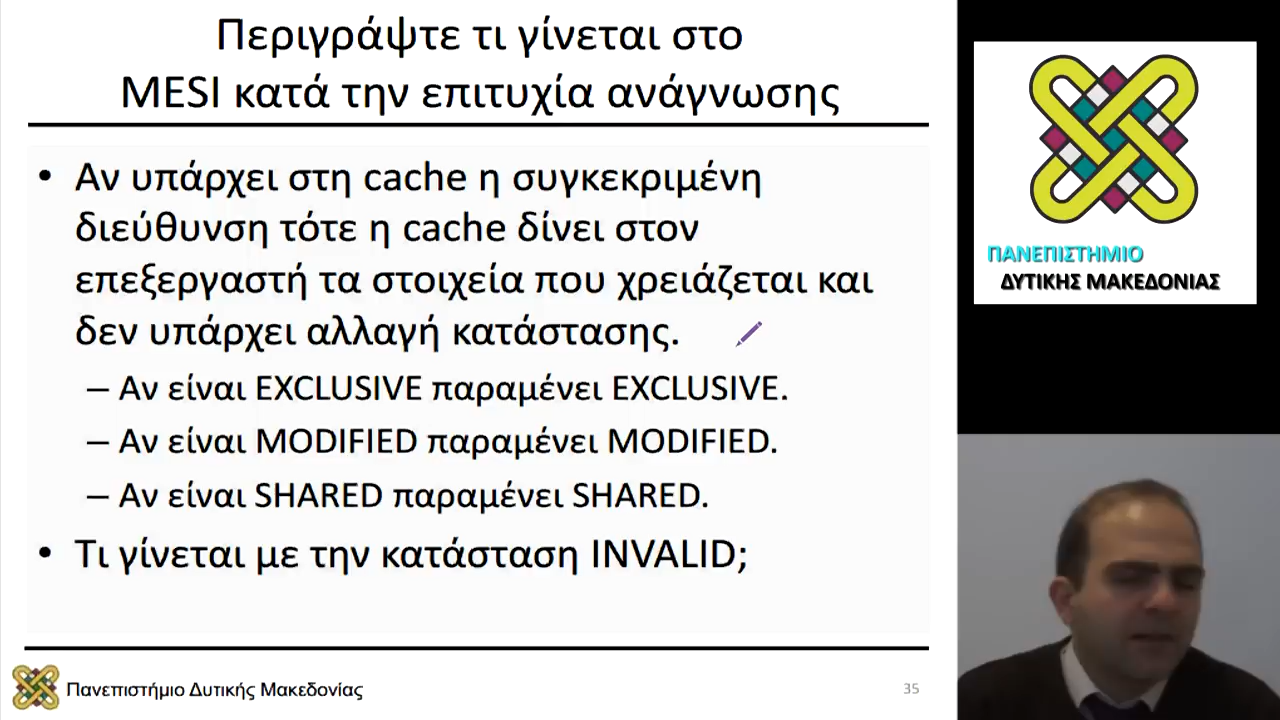 Περιγράψτε τι γίνεται στο
MESI κατά την επιτυχία ανάγνωσης
• Αν υπάρχει στη cache η συγκεκριμένη
διεύθυνση τότε η cache δίνει στον
επεξεργαστή τα στοιχεία που χρειάζεται και
δεν υπάρχει αλλαγή κατάστασης.
– Αν είναι EXCLUSIVE παραμένει EXCLUSIVE.
– Αν είναι MODIFIED παραμένει MODIFIED.
– Αν είναι SHARED παραμένει SHARED.
• Τι γίνεται με την κατάσταση INVALID;
Πανεπιστήμιο Δυτικής Μακεδονίας
35
ΠΑΝΕΠΙΣΤΗΜΙΟ
ΔΥΤΙΚΗΣ ΜΑΚΕΔΟΝΙΑΣ